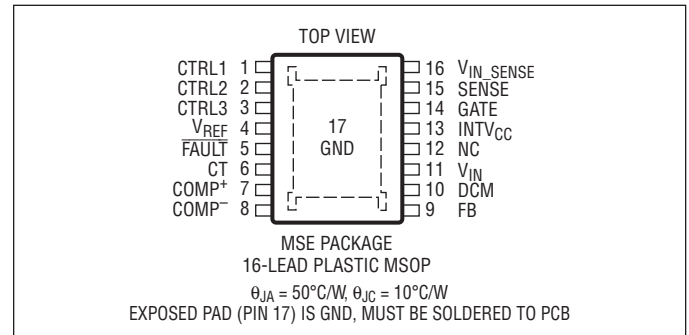 TOP VIEW
CTRL1 1
CTRL2 2
CTRL3 3
VREF 4
FAULT 5
CT 6
COMP+ 7
COMP– 8
17
GND
16 VIN_SENSE
15 SENSE
14 GATE
13 INTVCC
12 NC
11 VIN
10 DCM
9 FB
MSE PACKAGE
16-LEAD PLASTIC MSOP
θJA = 50°C/W, θJC = 10°C/W
EXPOSED PAD (PIN 17) IS GND, MUST BE SOLDERED TO PCB